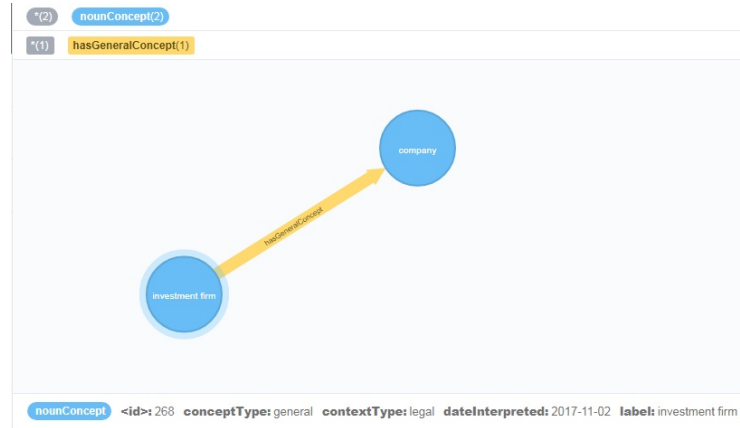 *(2) nounConcept(2)
*(1) hasGeneralConcept(1)
company
hasGeneralConcept
investment firm
nounConcept <id>: 268 conceptType: general contextType: legal dateInterpreted: 2017-11-02 label: investment firm